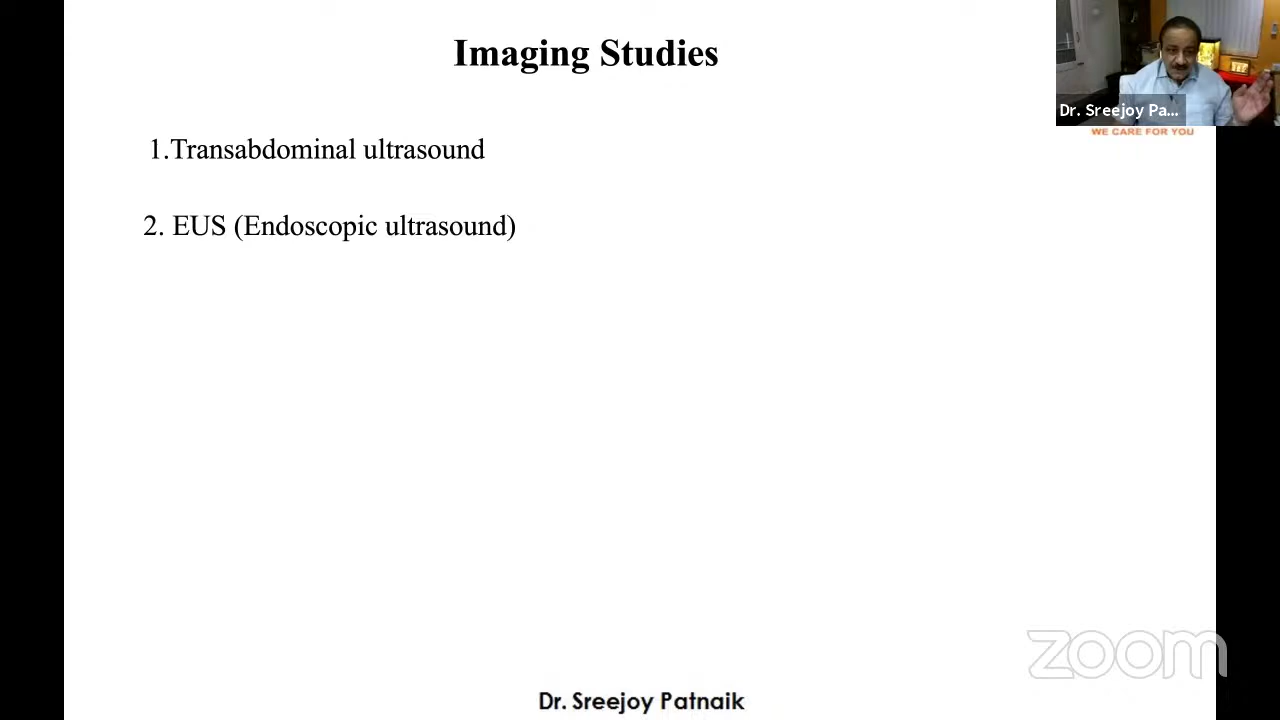 Imaging Studies
Dr. Sreejoy Pa...
WE CARE FOR YOU
1.Transabdominal ultrasound
2. EUS (Endoscopic ultrasound)
zoom
Dr. Sreejoy Patnaik